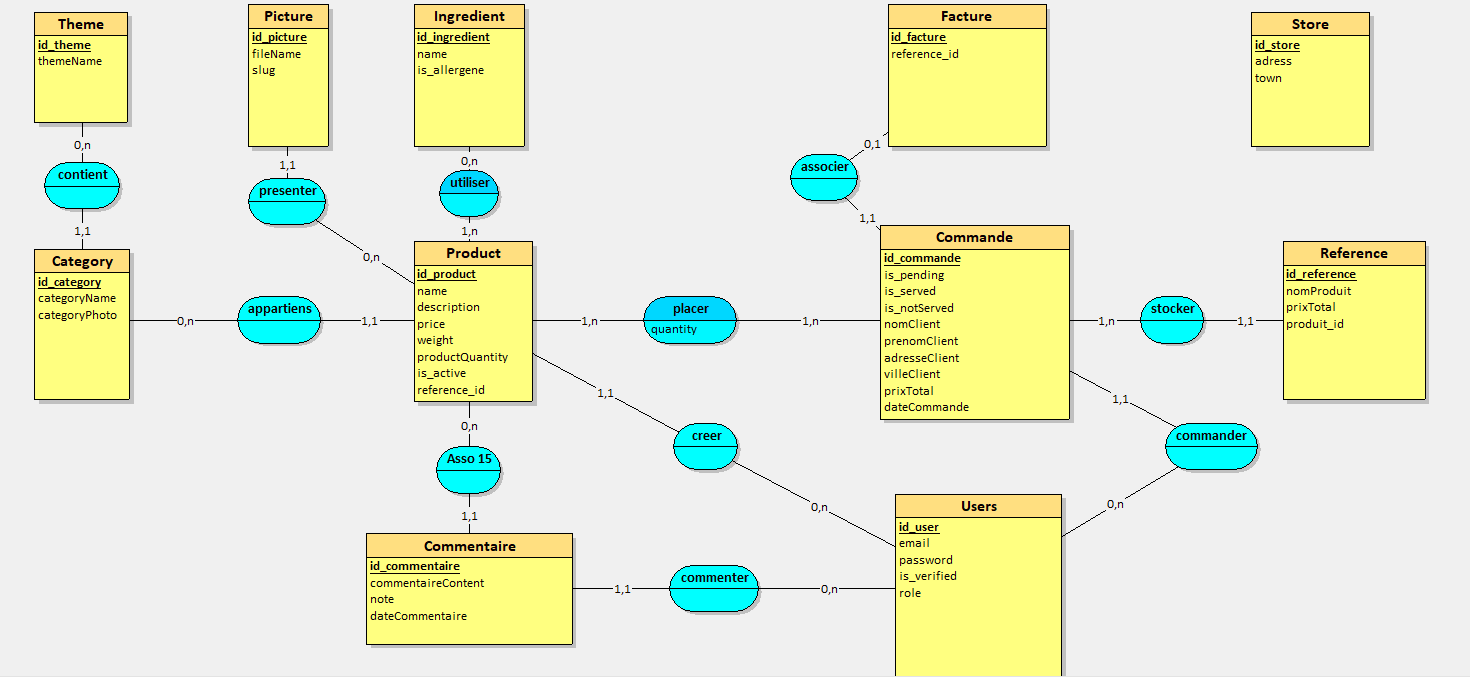 Theme
id_theme
themeName
Picture
id_picture
fileName
slug
Ingredient
id_ingredient
name
is_allergene
Facture
id_facture
reference_id
Store
id_store
adress
town
0,n
contient
1,1
1,1
presenter
0,n
0,n
utiliser
1,n
0,1
associer
1,1
Category
id_category
categoryName
categoryPhoto
0,n
appartiens
1,1
Product
id_product
name
description
price
weight
productQuantity
is_active
reference_id
1,n
placer
quantity
1,n
Commande
id_commande
is_pending
is_served
is_notServed
nomClient
prenomClient
adresseClient
villeClient
prixTotal
dateCommande
1,n
stocker
1,1
Reference
id_reference
nomProduit
prixTotal
produit_id
1,1
creer
0,n
1,1
commander
0,n
0,n
Asso 15
1,1
Commentaire
id_commentaire
commentaireContent
note
dateCommentaire
1,1
commenter
0,n
Users
id_user
email
password
is_verified
role